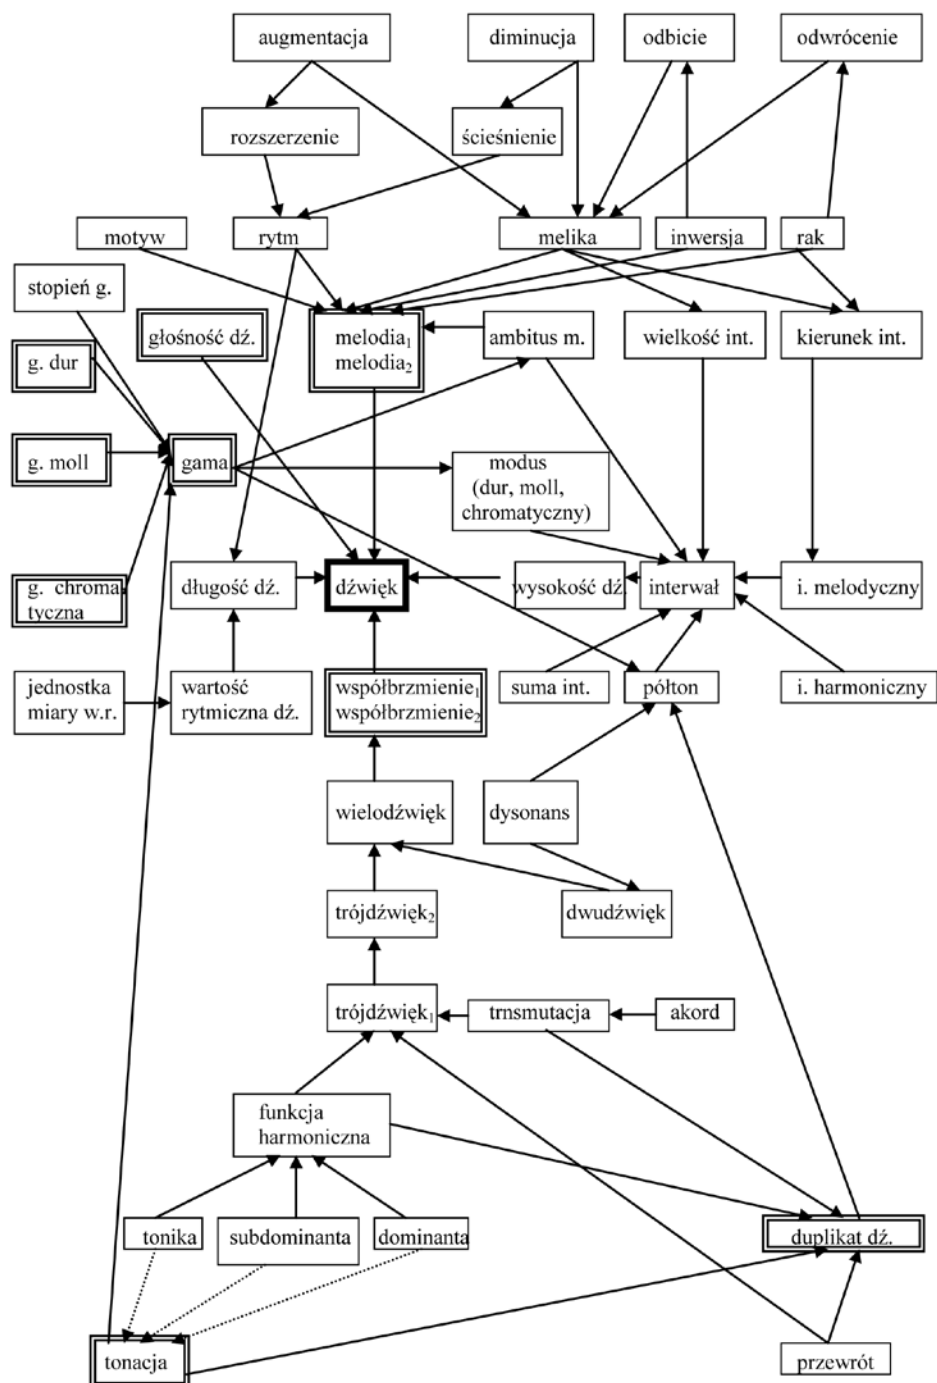 augmentacja
diminucja
odbicie
odwrócenie
rozszerzenie
ścieśnienie
motyw
rytm
melika
inwersja
rak
stopień g.
głośność dź.
melodia₁
melodia₂
ambitus m.
wielkość int.
kierunek int.
g. dur
g. moll
gama
modus
(dur, moll,
chromatyczny)
g. chroma
tyczna
długość dź.
dźwięk
wysokość dź.
interwał
i. melodyczny
jednostka
miary w.r.
wartość
rytmiczna dź.
współbrzmienie₁
współbrzmienie₂
suma int.
półton
i. harmoniczny
wielodźwięk
dysonans
trójdźwięk₂
dwudźwięk
trójdźwięk₁
trnsmutacja
akord
funkcja
harmoniczna
tonika
subdominanta
dominanta
duplikat dź.
tonacja
przewrót